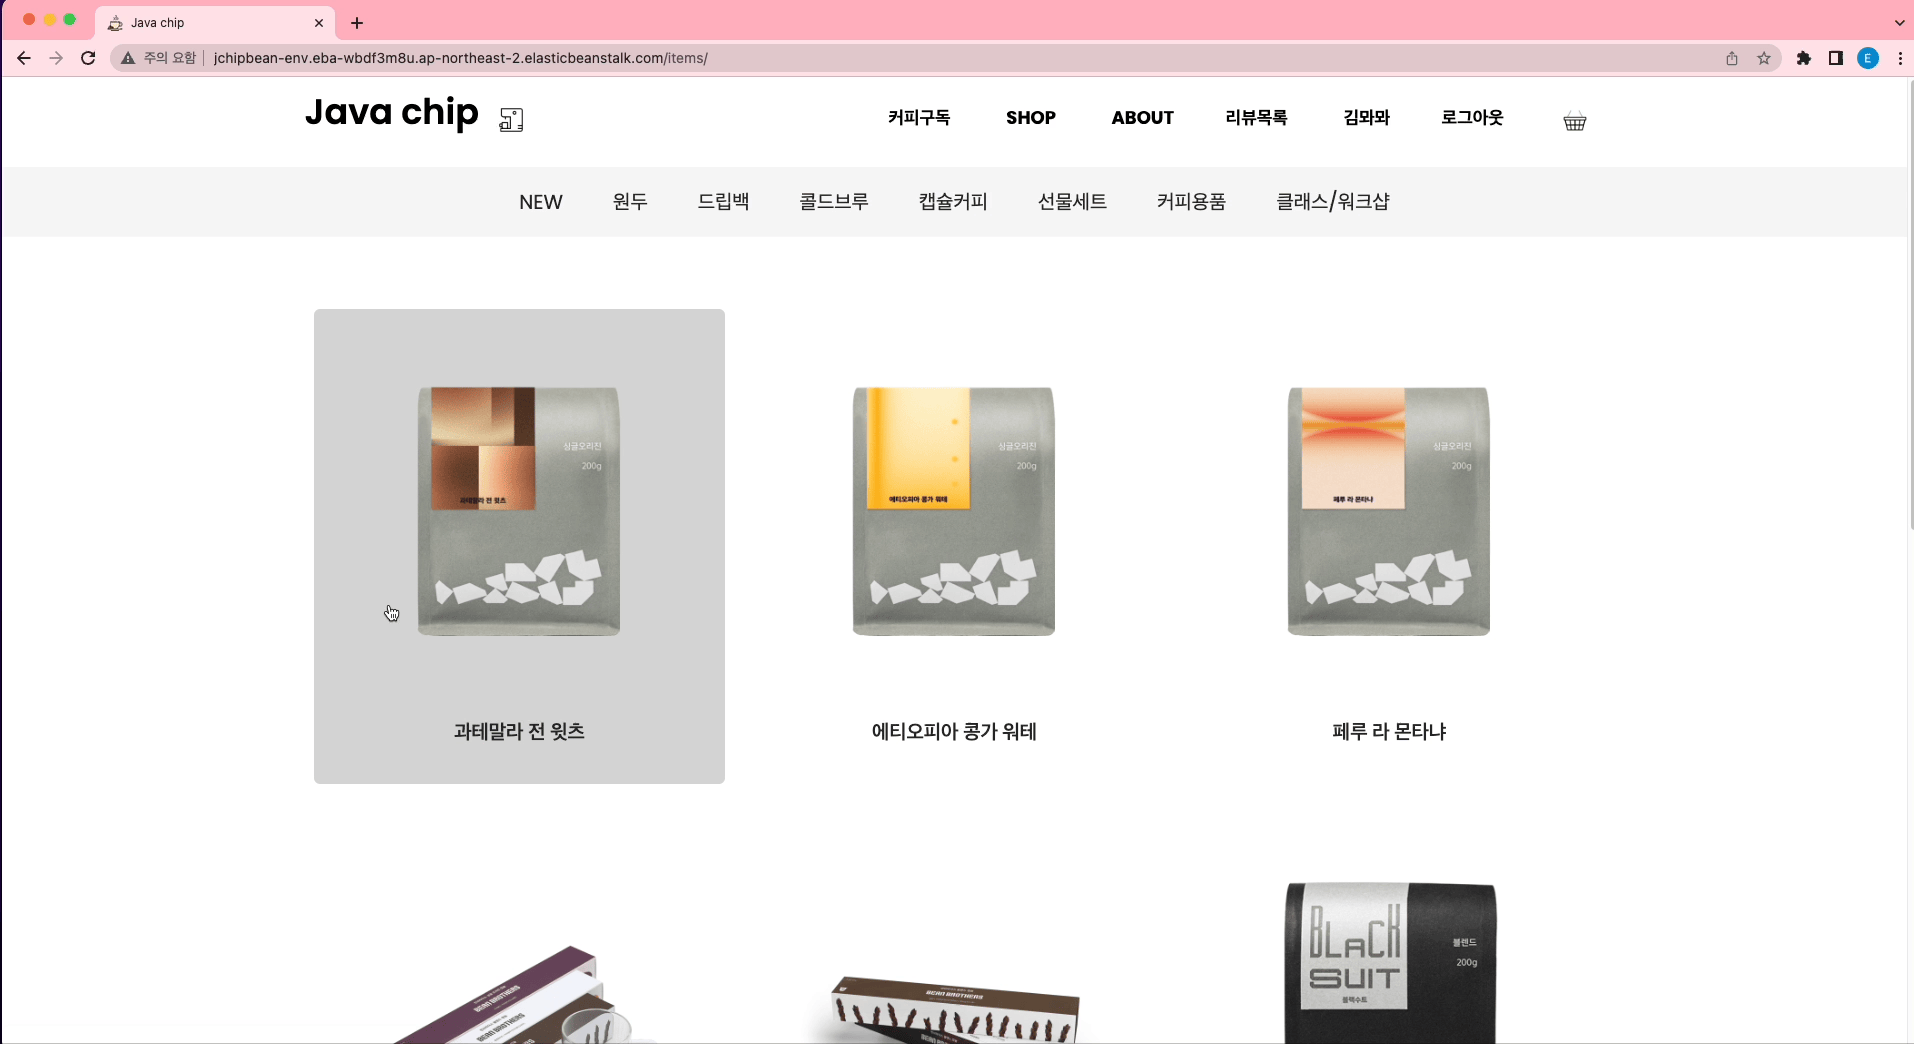 Java chip
주의 요함
jchipbean-env.eba-wbdf3m8u.ap-northeast-2.elasticbeanstalk.com/items/
E
Java chip
커피구독 SHOP ABOUT 리뷰목록 김꽈꽈 로그아웃
NEW 원두 드립백 콜드브루 캡슐커피 선물세트 커피용품 클래스/워크샵
싱글오리진
200g
과테말라 전 윗츠
싱글오리진
200g
에티오피아 콩가 워테
싱글오리진
200g
페루 라 몬타냐
과테말라 전 윗츠
에티오피아 콩가 워테
페루 라 몬타냐
BEAN BROTHERS
BEAN BROTHERS
BEAN BROTHERS
BEAN BROTHERS
BLACK
SUIT
블랙수트
블렌드
200g